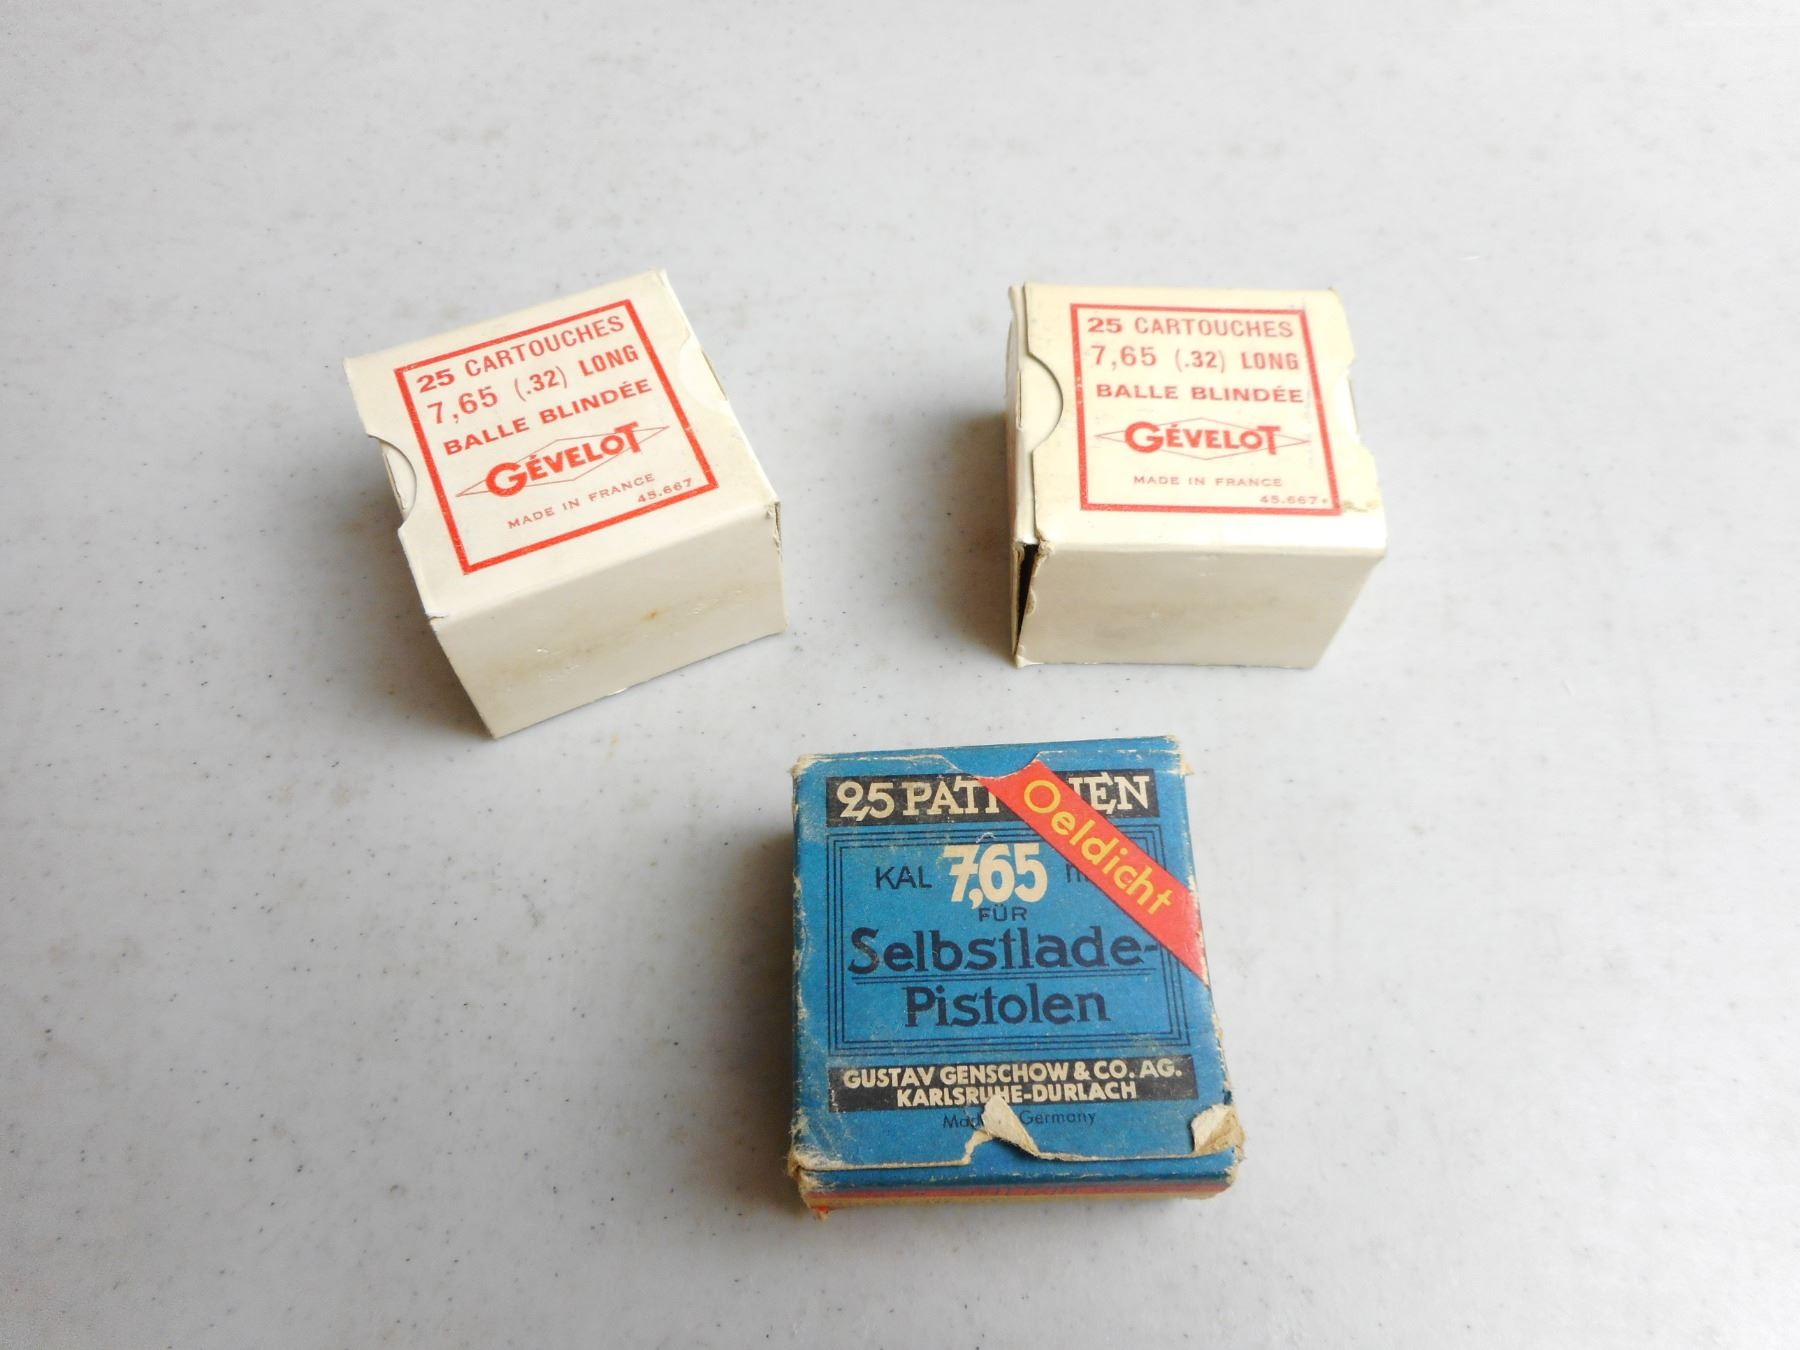 25 CARTOUCHES
7,65 (.32) LONG
BALLE BLINDÉE
GÉVELOT
MADE IN FRANCE
45.667
25 CARTOUCHES
7,65 (.32) LONG
BALLE BLINDÉE
GÉVELOT
MADE IN FRANCE
45.667
25
Oeldicht
KAL 7,65
FÜR
Selbstlade-
Pistolen
GUSTAV GENSCHOW & CO. AG.
KARLSRUHE-DURLACH
Germany